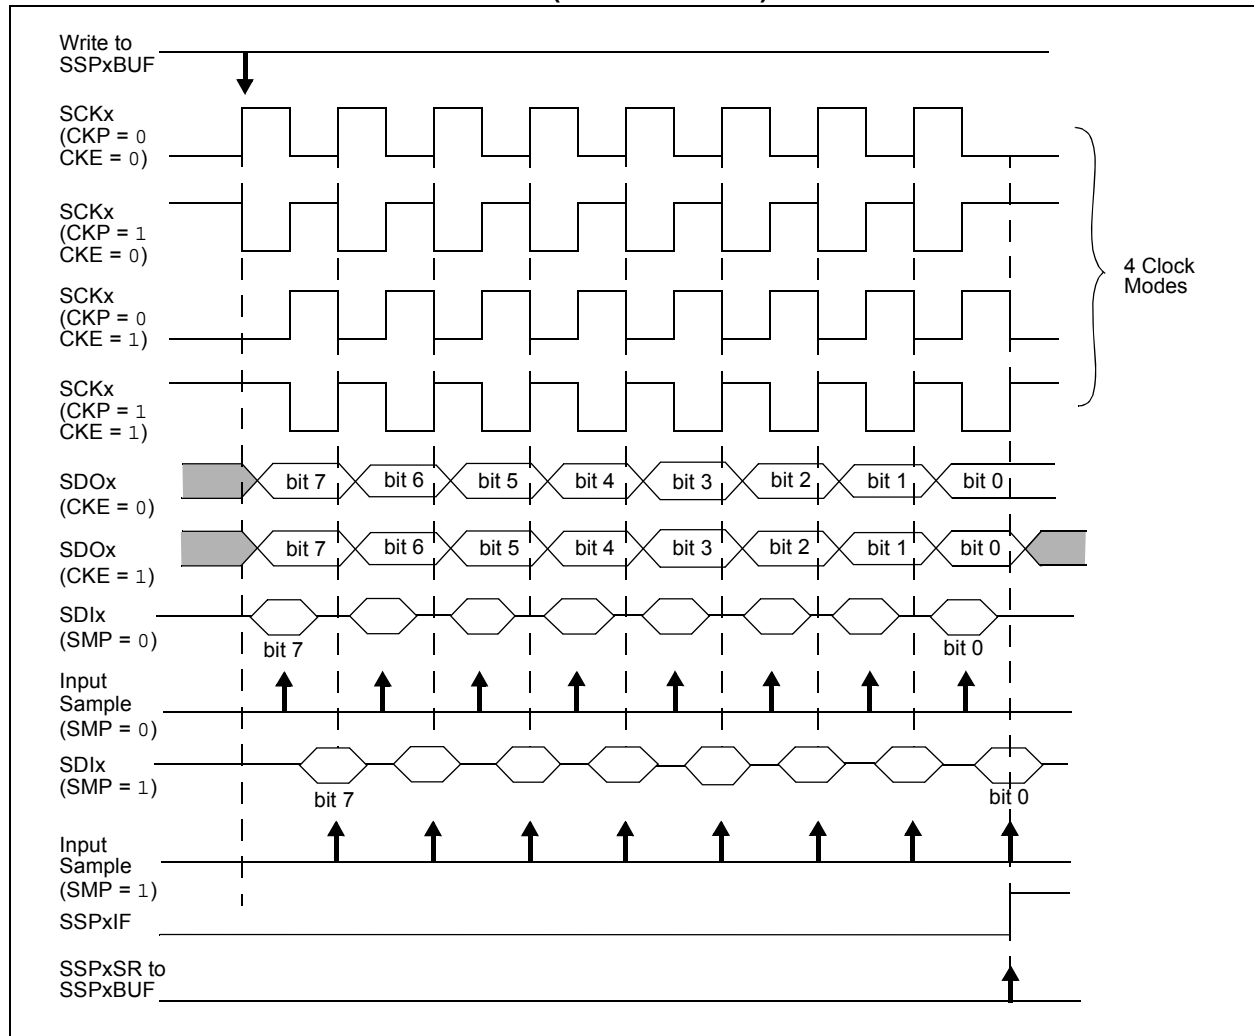 Write to
SSPxBUF
SCKx
(CKP = 0
CKE = 0)
SCKx
(CKP = 1
CKE = 0)
SCKx
(CKP = 0
CKE = 1)
SCKx
(CKP = 1
CKE = 1)
4 Clock
Modes
SDOx
(CKE = 0)
bit 7 bit 6 bit 5 bit 4 bit 3 bit 2 bit 1 bit 0
SDOx
(CKE = 1)
bit 7 bit 6 bit 5 bit 4 bit 3 bit 2 bit 1 bit 0
SDIx
(SMP = 0)
bit 7 bit 0
Input
Sample
(SMP = 0)
SDIx
(SMP = 1)
bit 7 bit 0
Input
Sample
(SMP = 1)
SSPxIF
SSPxSR to
SSPxBUF